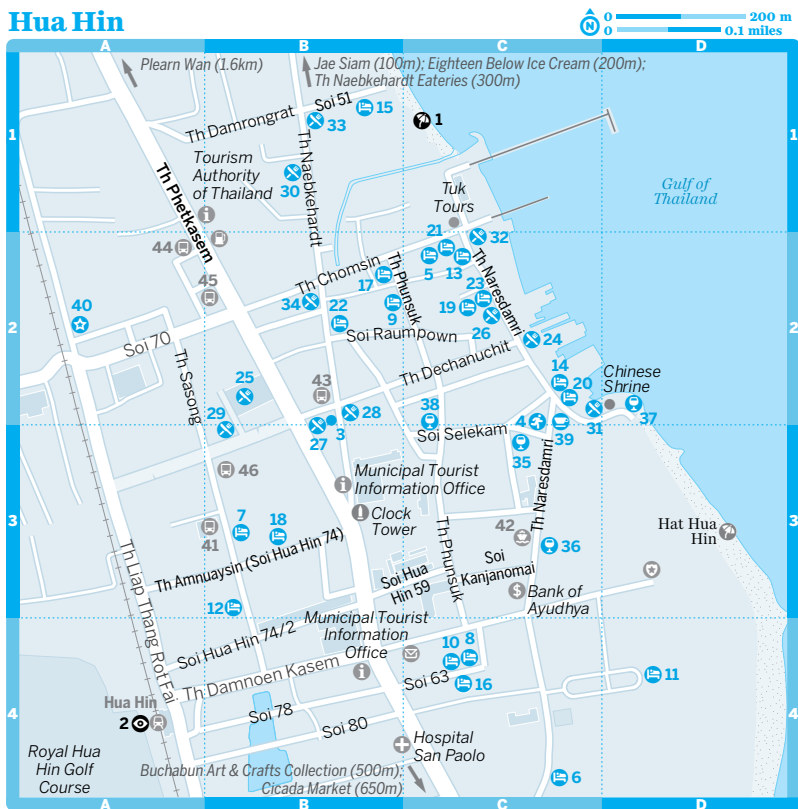 Hua Hin
N
0 200 m
0 0.1 miles
A B C D
Plearn Wan (1.6km)
Jae Siam (100m); Eighteen Below Ice Cream (200m);
Th Naebkehardt Eateries (300m)
Soi 51
15
33
1
Th Damrongrat
1
1
Th Naebkehardt
Tourism
Authority
of Thailand
30
Th Phetkasem
Tuk
Tours
Gulf of
Thailand
44
21
32
5
13
Th Chomsin
17
Th Phunsuk
Th Naresdamri
45
23
34
22
9
19
26
40
2
2
Soi 70
Soi Raumpown
24
Th Dechanuchit
Th Sasong
14
20
Chinese
Shrine
25
43
28
38
37
29
27
3
Soi Selekam
4
39
31
35
46
Municipal Tourist
Information Office
Th Naresdamri
Clock
Tower
3
3
7
18
41
42
Hat Hua
Hin
Th Phunsuk
36
Th Amnuaysin (Soi Hua Hin 74)
Soi
Kanjanomai
Soi Hua
Hin 59
Th Liap Thang Rot Fai
Bank of
Ayudhya
12
Soi Hua Hin 74/2
Municipal Tourist
Information
Office
10
8
Th Damnoen Kasem
Soi 63
16
11
Hua Hin
2
4
4
Soi 78
Soi 80
Hospital
San Paolo
Royal Hua
Hin Golf
Course
Buchabun Art & Crafts Collection (500m);
Cicada Market (650m)
6
A B C D